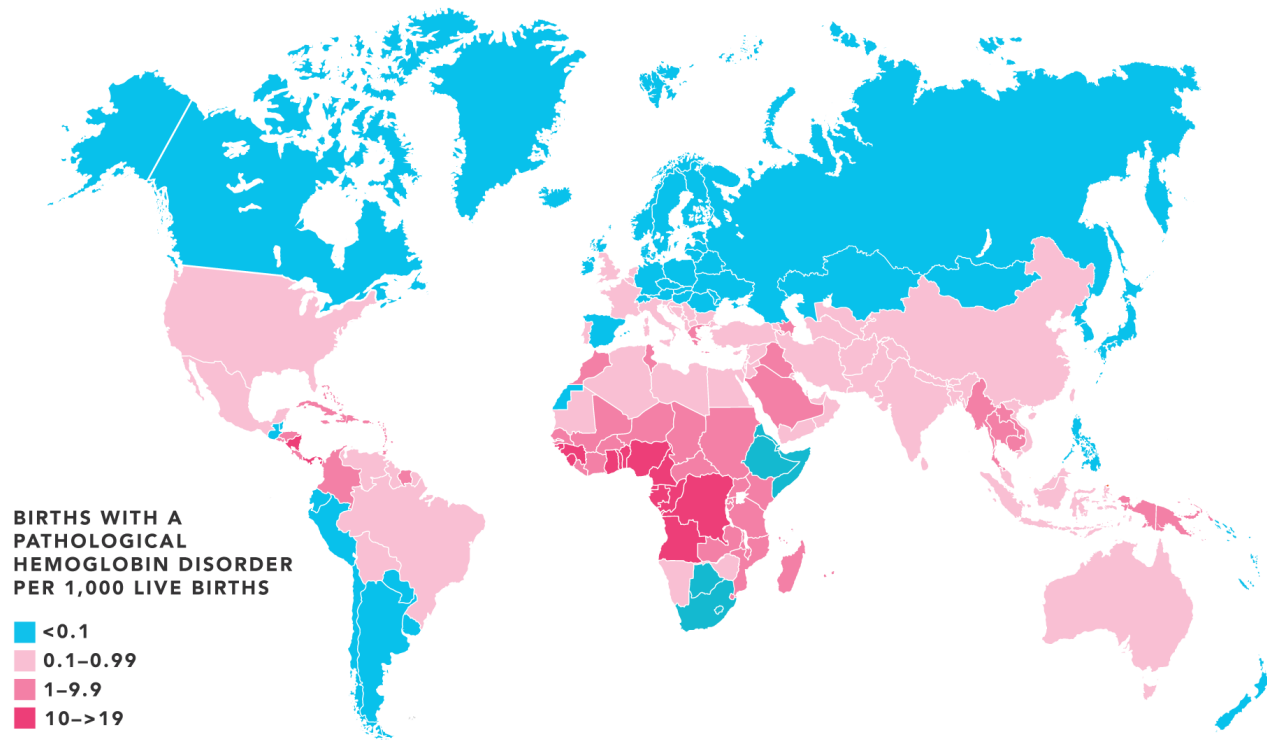 BIRTHS WITH A
PATHOLOGICAL
HEMOGLOBIN DISORDER
PER 1,000 LIVE BIRTHS
<0.1
0.1–0.99
1–9.9
10–>19